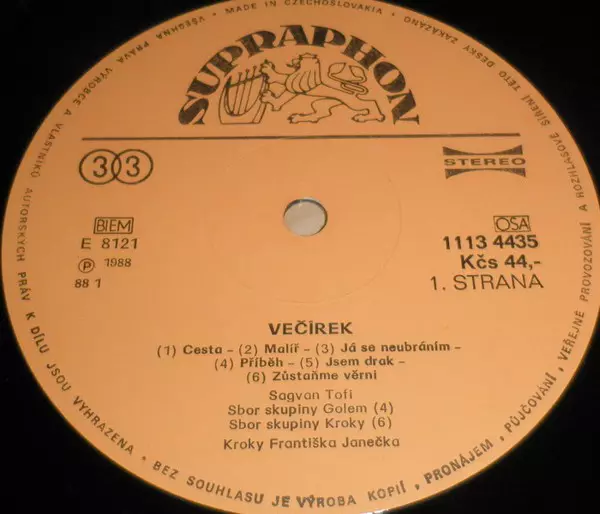 • MADE IN CZECHOSLOVAKIA •
VŠECHNA PRÁVA VÝROBCE A VLASTNÍKŮ AUTORSKÝCH PRÁV K DÍLU JSOU VYHRAZENA • BEZ SOUHLASU JE VÝROBA KOPIÍ, PRONÁJEM, PŮJČOVÁNÍ, VEŘEJNÉ PROVOZOVÁNÍ A ROZHLASOVÉ ŠÍŘENÍ TÉTO DESKY ZAKÁZÁNO
SUPRAPHON
33
STEREO
BIEM
OSA
E 8121
1113 4435
Ⓟ 1988
Kčs 44,-
88 1
1. STRANA
VEČÍREK
(1) Cesta – (2) Malíř – (3) Já se neubráním –
(4) Příběh – (5) Jsem drak –
(6) Zůstaňme věrni
Sagvan Tofi
Sbor skupiny Golem (4)
Sbor skupiny Kroky (6)
Kroky Františka Janečka